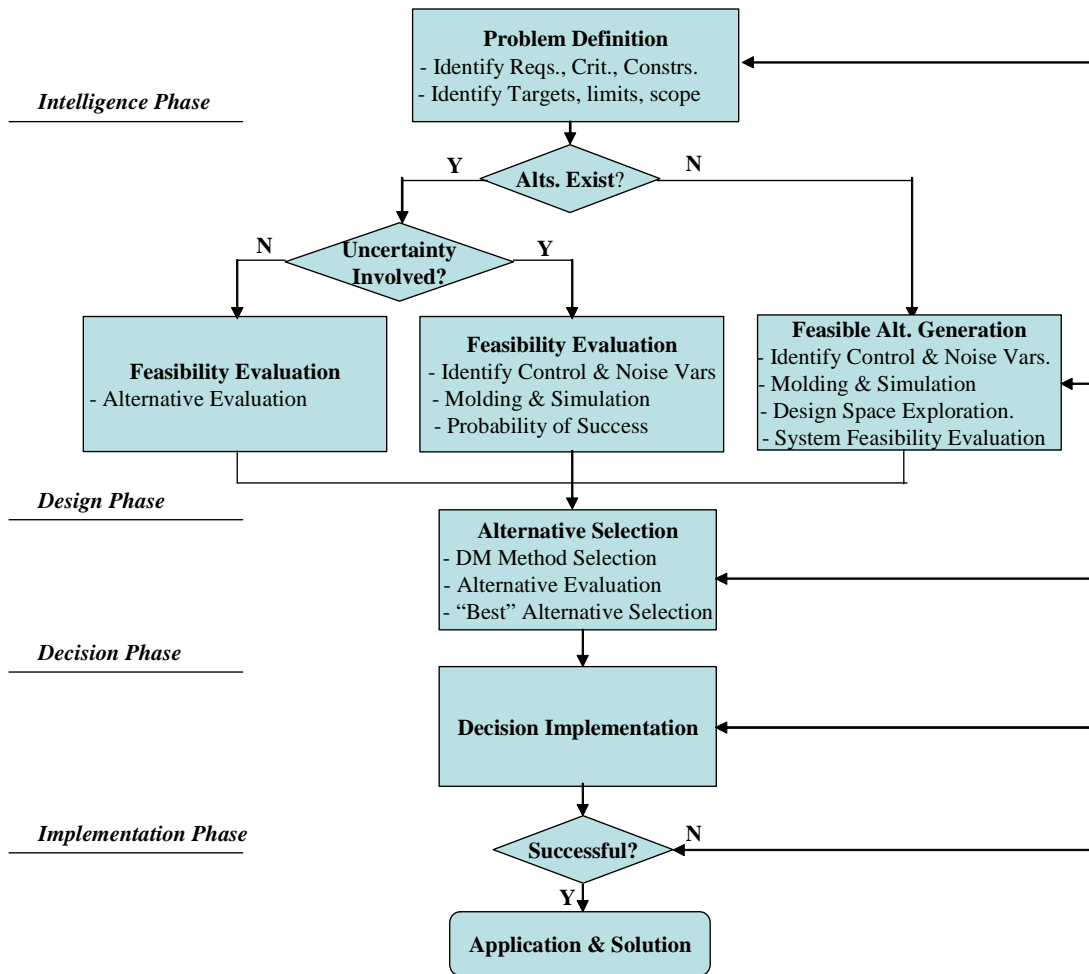 Problem Definition
- Identify Reqs., Crit., Constrs.
- Identify Targets, limits, scope
Intelligence Phase
Y
N
Alts. Exist?
N
Uncertainty
Involved?
Y
Feasibility Evaluation
- Alternative Evaluation
Feasibility Evaluation
- Identify Control & Noise Vars
- Molding & Simulation
- Probability of Success
Feasible Alt. Generation
- Identify Control & Noise Vars.
- Molding & Simulation
- Design Space Exploration.
- System Feasibility Evaluation
Design Phase
Alternative Selection
- DM Method Selection
- Alternative Evaluation
- “Best” Alternative Selection
Decision Phase
Decision Implementation
Implementation Phase
N
Successful?
Y
Application & Solution